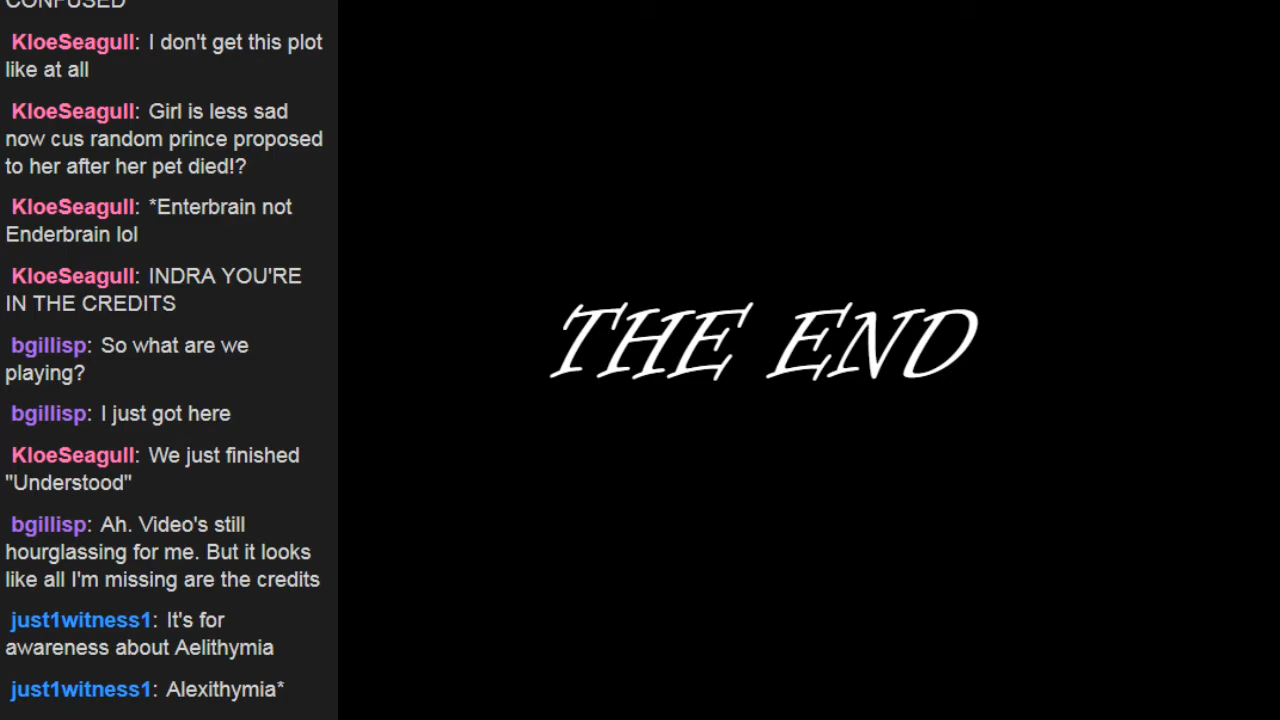 CONFUSED
KloeSeagull: I don't get this plot
like at all
KloeSeagull: Girl is less sad
now cus random prince proposed
to her after her pet died!?
KloeSeagull: *Enterbrain not
Enderbrain lol
KloeSeagull: INDRA YOU'RE
IN THE CREDITS
bgillisp: So what are we
playing?
bgillisp: I just got here
KloeSeagull: We just finished
"Understood"
bgillisp: Ah. Video's still
hourglassing for me. But it looks
like all I'm missing are the credits
just1witness1: It's for
awareness about Aelithymia
just1witness1: Alexithymia*
THE END